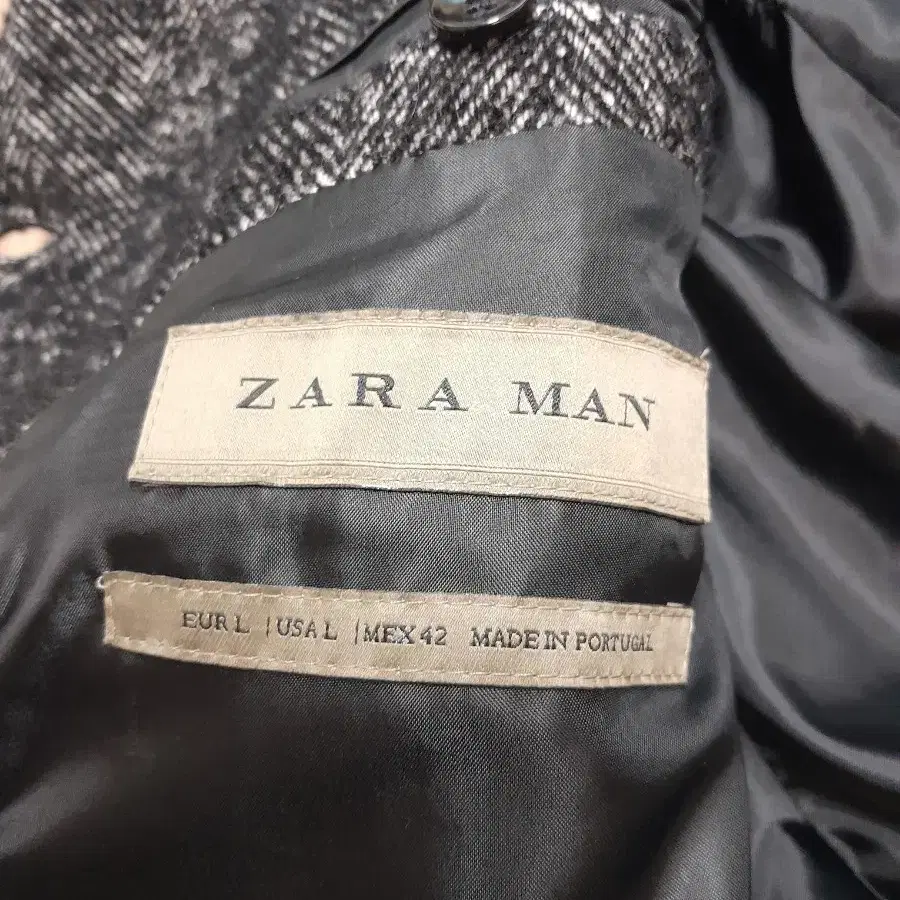 ZARA MAN
EUR L | USA L | MEX 42 MADE IN PORTUGAL